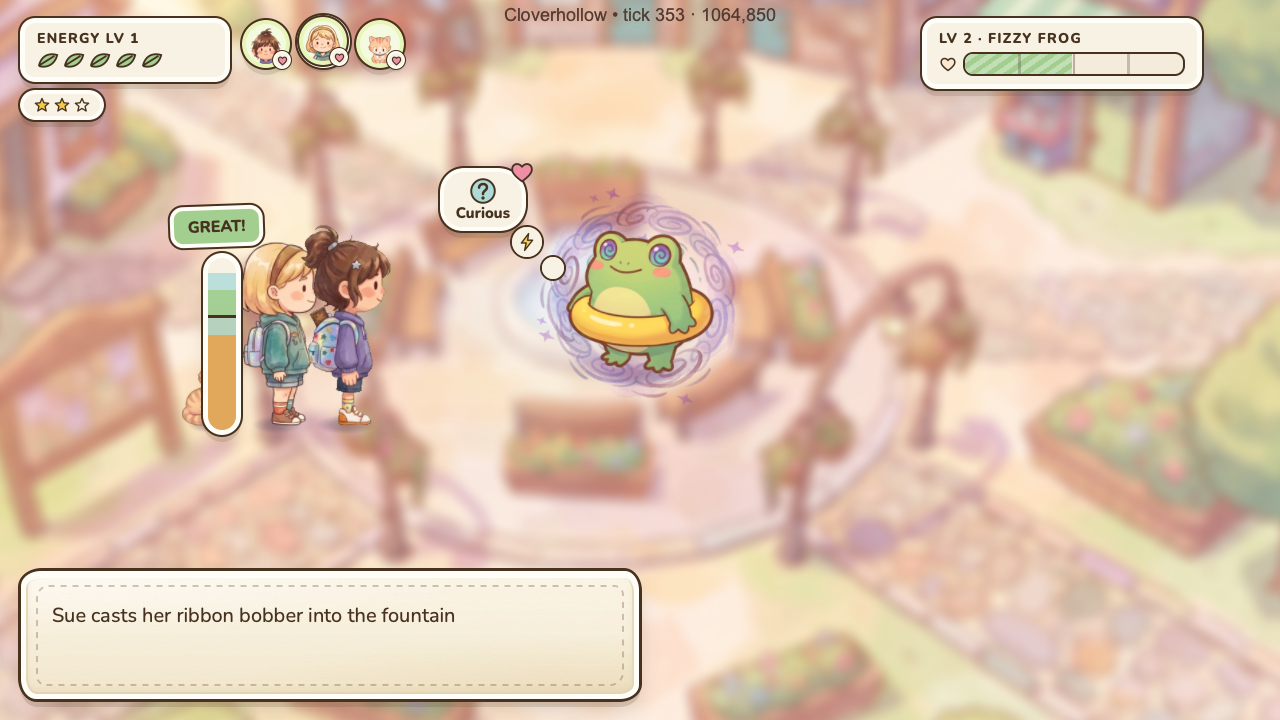 Cloverhollow • tick 353 · 1064,850
ENERGY LV 1
LV 2 · FIZZY FROG
?
Curious
GREAT!
Sue casts her ribbon bobber into the fountain